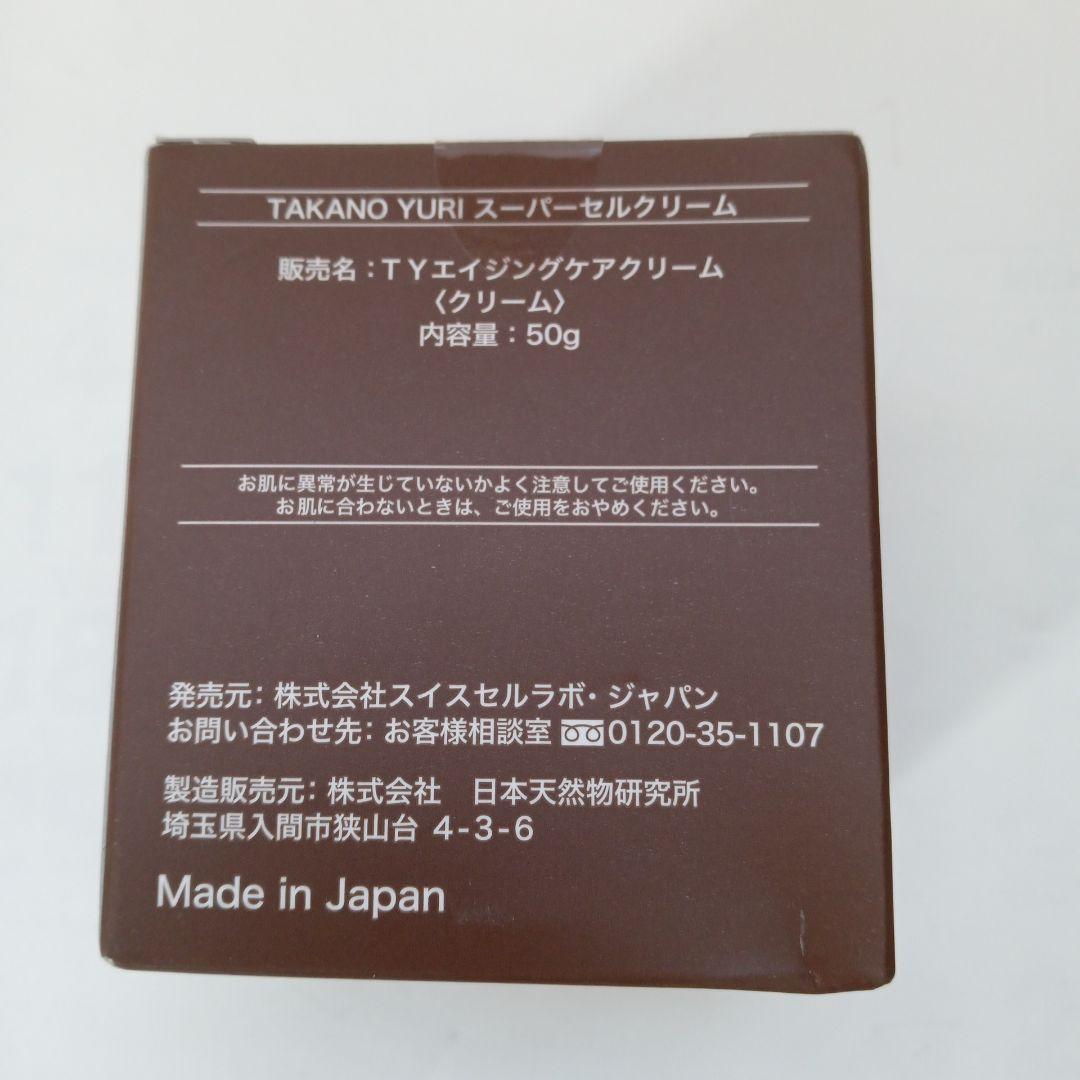 TAKANO YURI スーパーセルクリーム
販売名：ＴＹエイジングケアクリーム
〈クリーム〉
内容量：50g
お肌に異常が生じていないかよく注意してご使用ください。
お肌に合わないときは、ご使用をおやめください。
発売元: 株式会社スイスセルラボ・ジャパン
お問い合わせ先: お客様相談室 0120-35-1107
製造販売元: 株式会社　日本天然物研究所
埼玉県入間市狭山台 4-3-6
Made in Japan